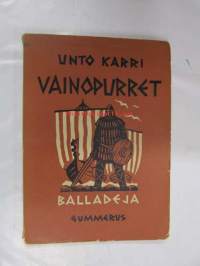 UNTO KARRI
VAINOPURRET
BALLADEJA
GUMMERUS